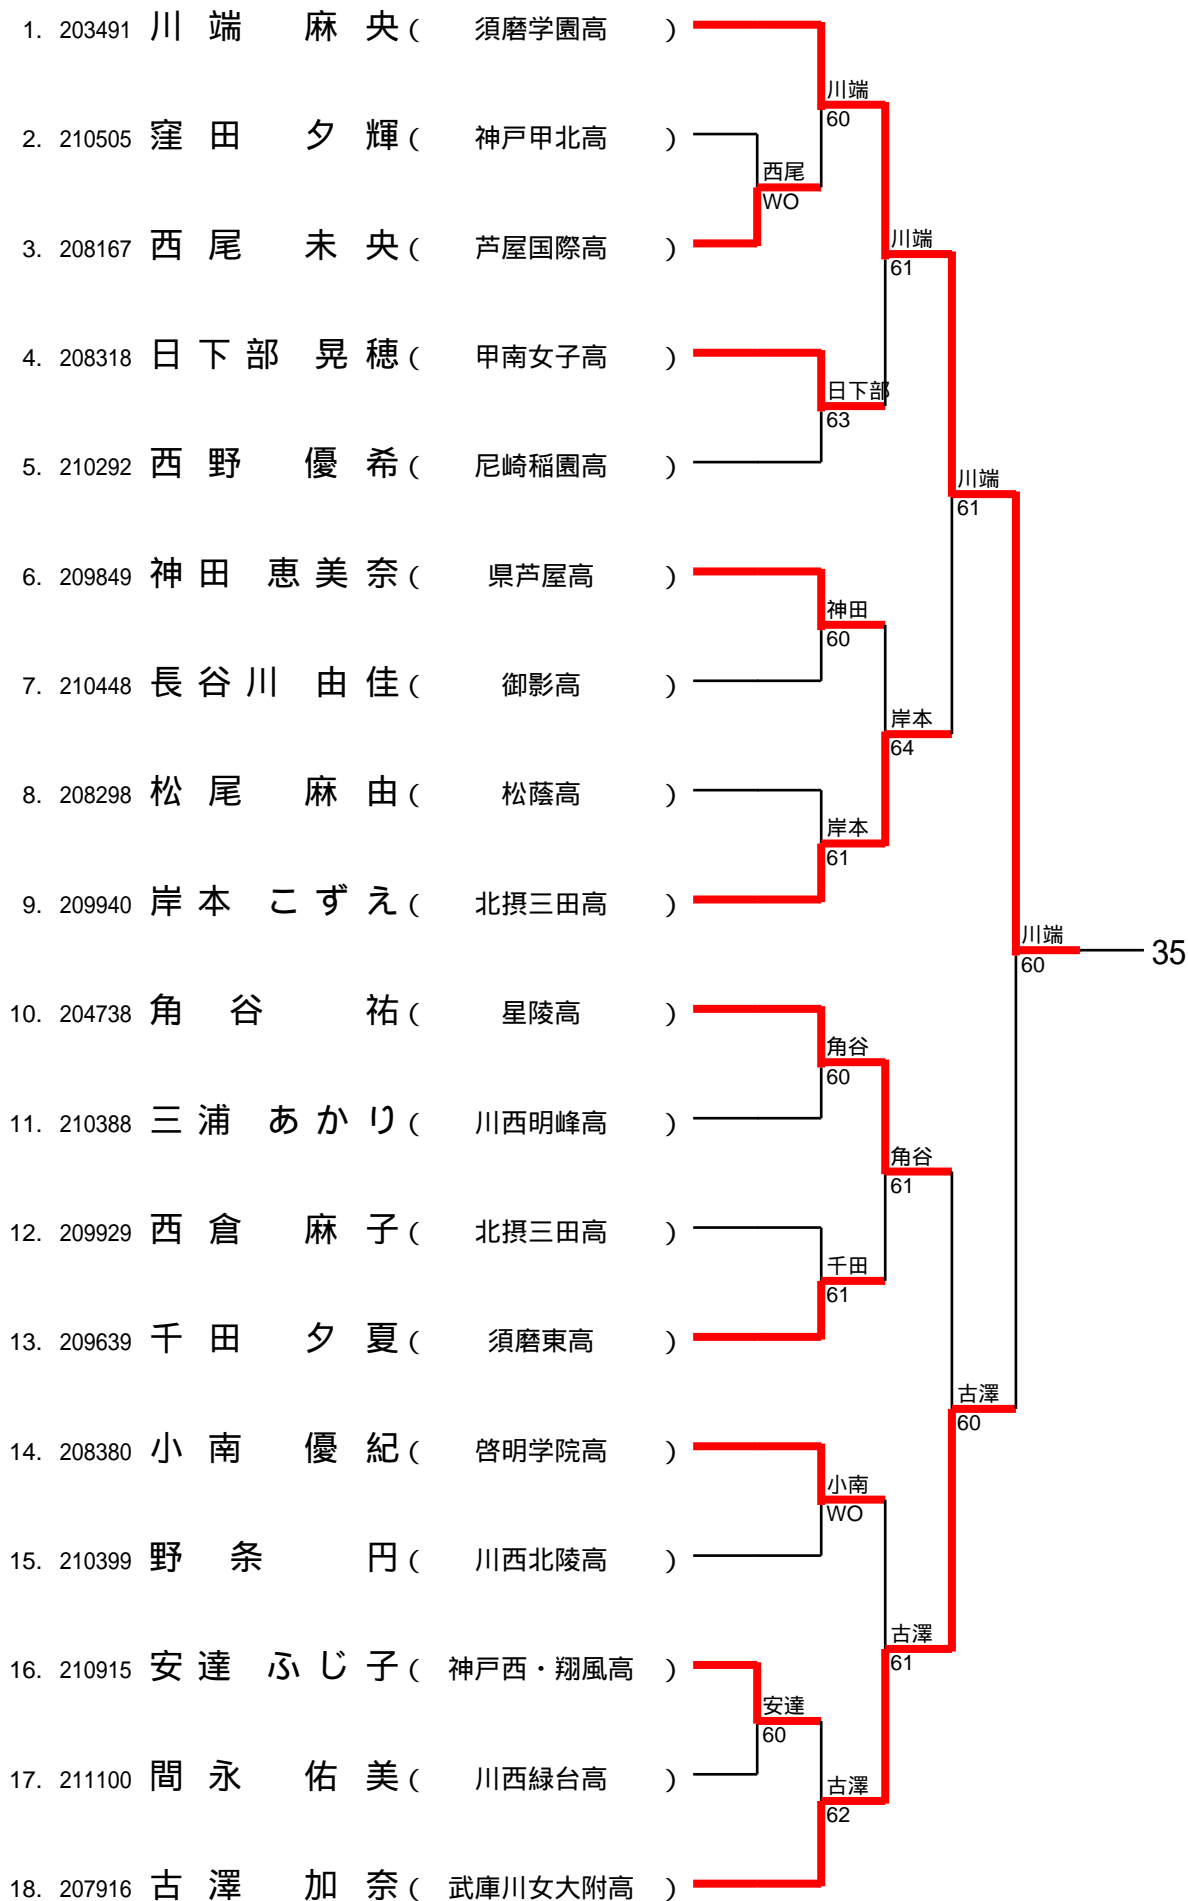 1. 203491 川端 麻央 ( 須磨学園高 )
川端
60
2. 210505 窪田 夕輝 ( 神戸甲北高 )
西尾
WO
3. 208167 西尾 未央 ( 芦屋国際高 )
川端
61
4. 208318 日下部 晃穂 ( 甲南女子高 )
日下部
63
5. 210292 西野 優希 ( 尼崎稲園高 )
川端
61
6. 209849 神田 恵美奈 ( 県芦屋高 )
神田
60
7. 210448 長谷川 由佳 ( 御影高 )
岸本
64
8. 208298 松尾 麻由 ( 松蔭高 )
岸本
61
9. 209940 岸本 こずえ ( 北摂三田高 )
川端
60
35
10. 204738 角谷 祐 ( 星陵高 )
角谷
60
11. 210388 三浦 あかり ( 川西明峰高 )
角谷
61
12. 209929 西倉 麻子 ( 北摂三田高 )
千田
61
13. 209639 千田 夕夏 ( 須磨東高 )
古澤
60
14. 208380 小南 優紀 ( 啓明学院高 )
小南
WO
15. 210399 野条 円 ( 川西北陵高 )
古澤
61
16. 210915 安達 ふじ子 ( 神戸西・翔風高 )
安達
60
17. 211100 間永 佑美 ( 川西緑台高 )
古澤
62
18. 207916 古澤 加奈 ( 武庫川女大附高 )